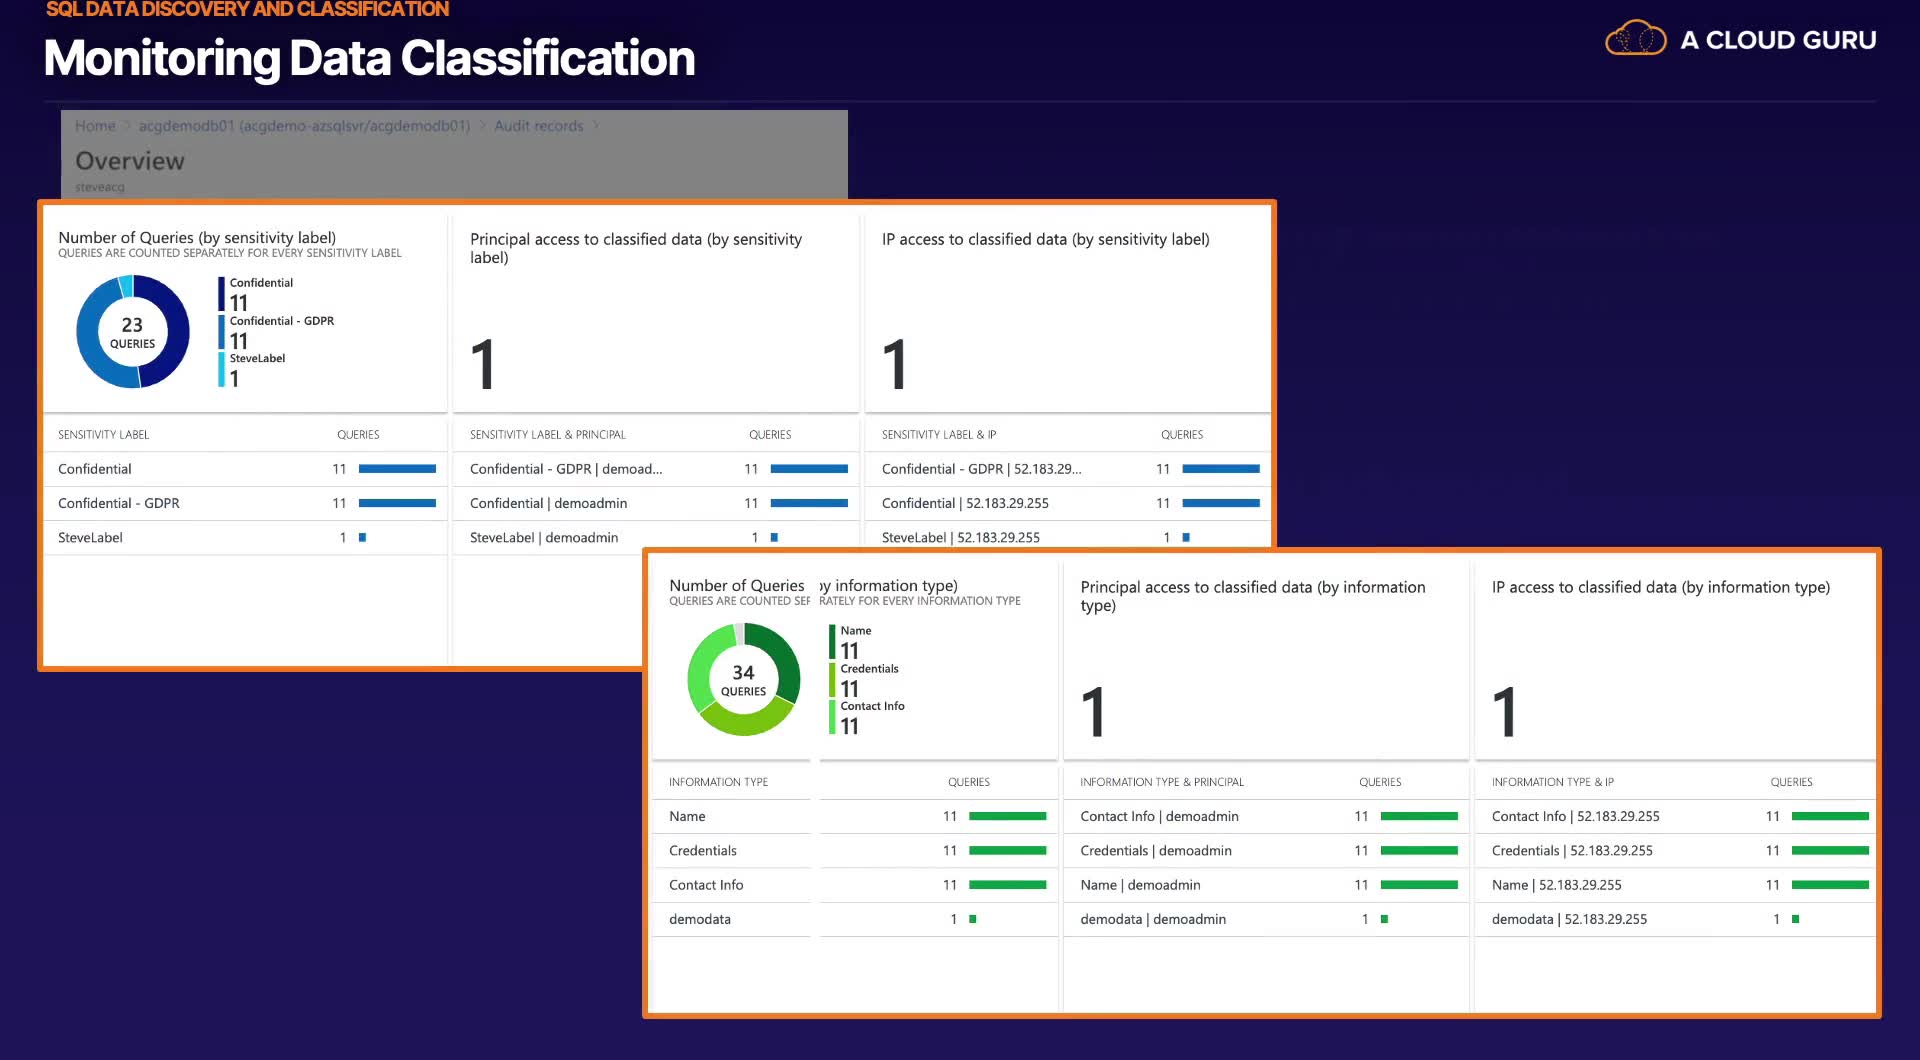 SQL DATA DISCOVERY AND CLASSIFICATION
Monitoring Data Classification
A CLOUD GURU
Home > acgdemodb01 (acgdemo-azsqlsvr/acgdemodb01) > Audit records >
Overview
steveacg
Number of Queries (by sensitivity label)
QUERIES ARE COUNTED SEPARATELY FOR EVERY SENSITIVITY LABEL
23
QUERIES
Confidential
11
Confidential - GDPR
11
SteveLabel
1
Principal access to classified data (by sensitivity
label)
1
IP access to classified data (by sensitivity label)
1
SENSITIVITY LABEL QUERIES
Confidential 11
Confidential - GDPR 11
SteveLabel 1
SENSITIVITY LABEL & PRINCIPAL QUERIES
Confidential - GDPR | demoad... 11
Confidential | demoadmin 11
SteveLabel | demoadmin 1
SENSITIVITY LABEL & IP QUERIES
Confidential - GDPR | 52.183.29... 11
Confidential | 52.183.29.255 11
SteveLabel | 52.183.29.255 1
Number of Queries by information type)
QUERIES ARE COUNTED SEPARATELY FOR EVERY INFORMATION TYPE
34
QUERIES
Name
11
Credentials
11
Contact Info
11
Principal access to classified data (by information
type)
1
IP access to classified data (by information type)
1
INFORMATION TYPE QUERIES
Name 11
Credentials 11
Contact Info 11
demodata 1
INFORMATION TYPE & PRINCIPAL QUERIES
Contact Info | demoadmin 11
Credentials | demoadmin 11
Name | demoadmin 11
demodata | demoadmin 1
INFORMATION TYPE & IP QUERIES
Contact Info | 52.183.29.255 11
Credentials | 52.183.29.255 11
Name | 52.183.29.255 11
demodata | 52.183.29.255 1